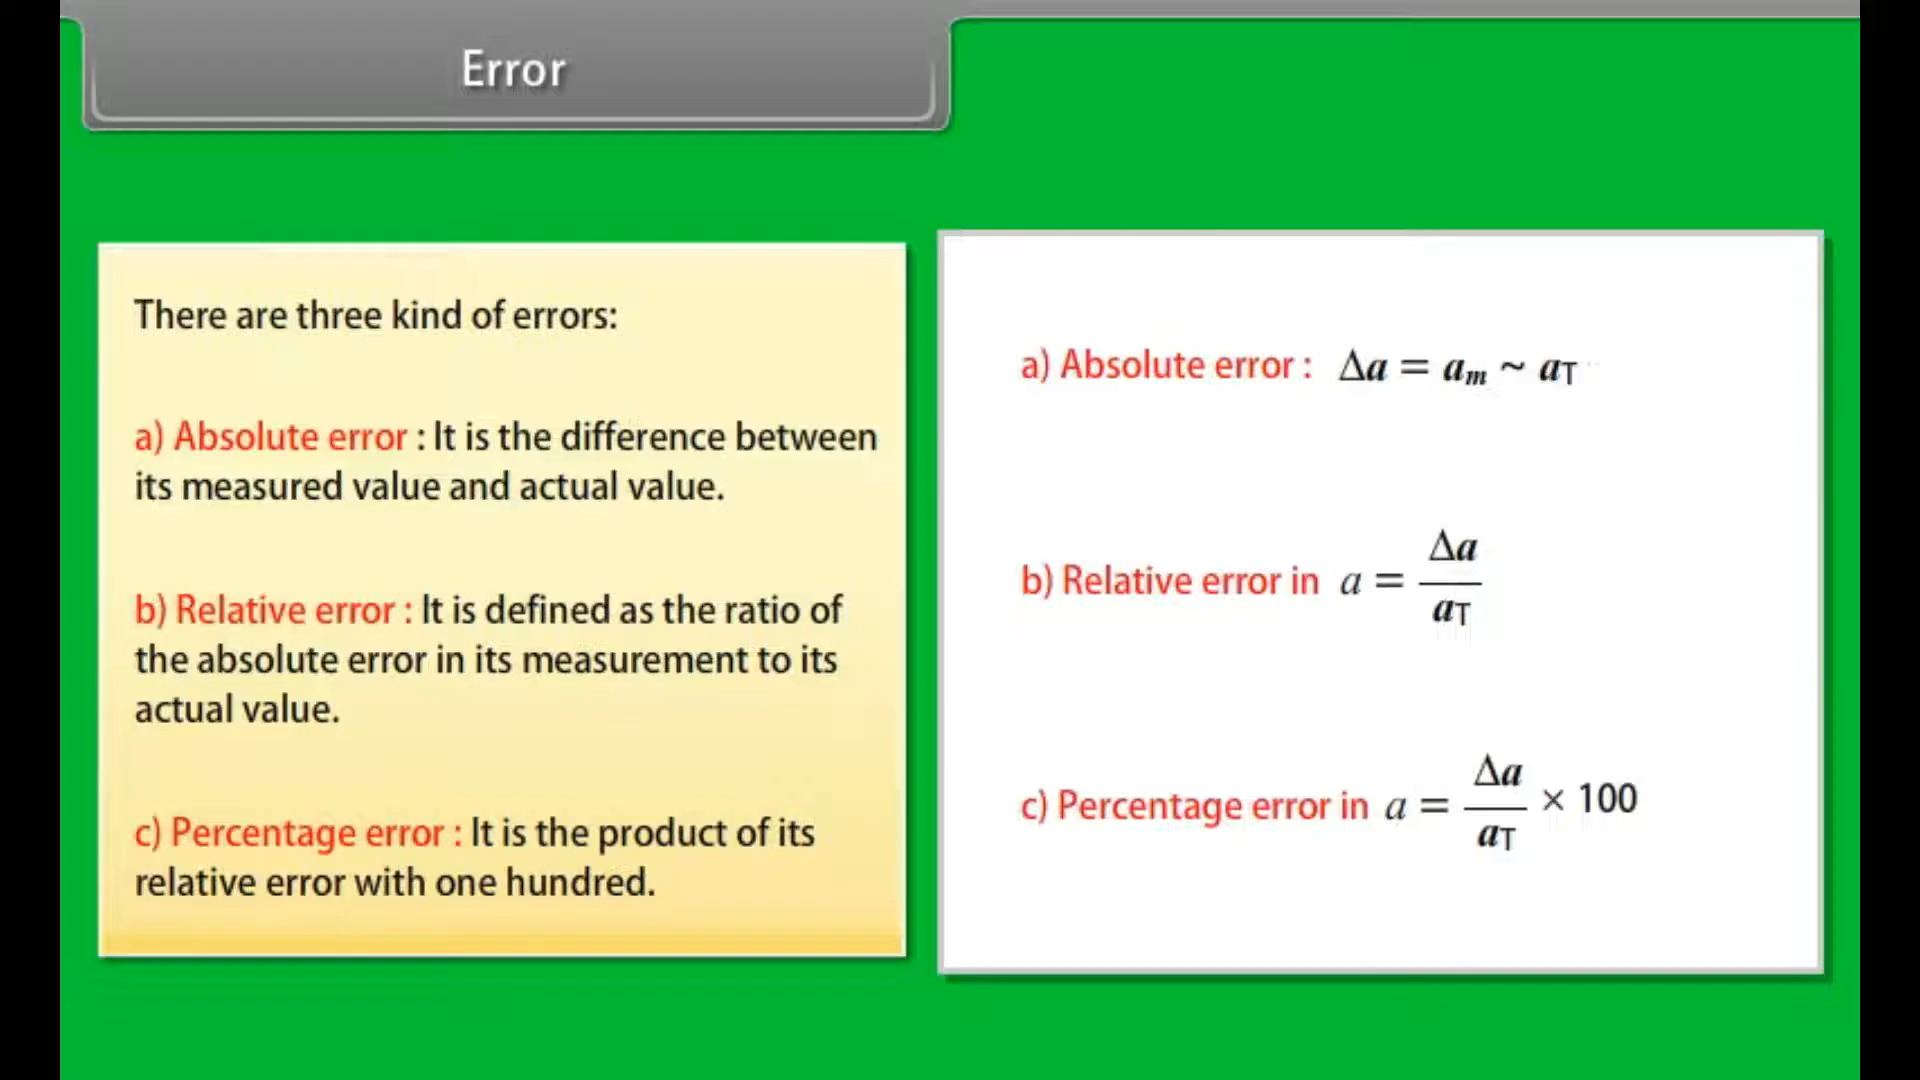 Error
There are three kind of errors:
a) Absolute error : It is the difference between
its measured value and actual value.
b) Relative error : It is defined as the ratio of
the absolute error in its measurement to its
actual value.
c) Percentage error : It is the product of its
relative error with one hundred.
a) Absolute error : Δa = aₘ ~ a_T
b) Relative error in a = Δa / a_T
c) Percentage error in a = Δa / a_T × 100